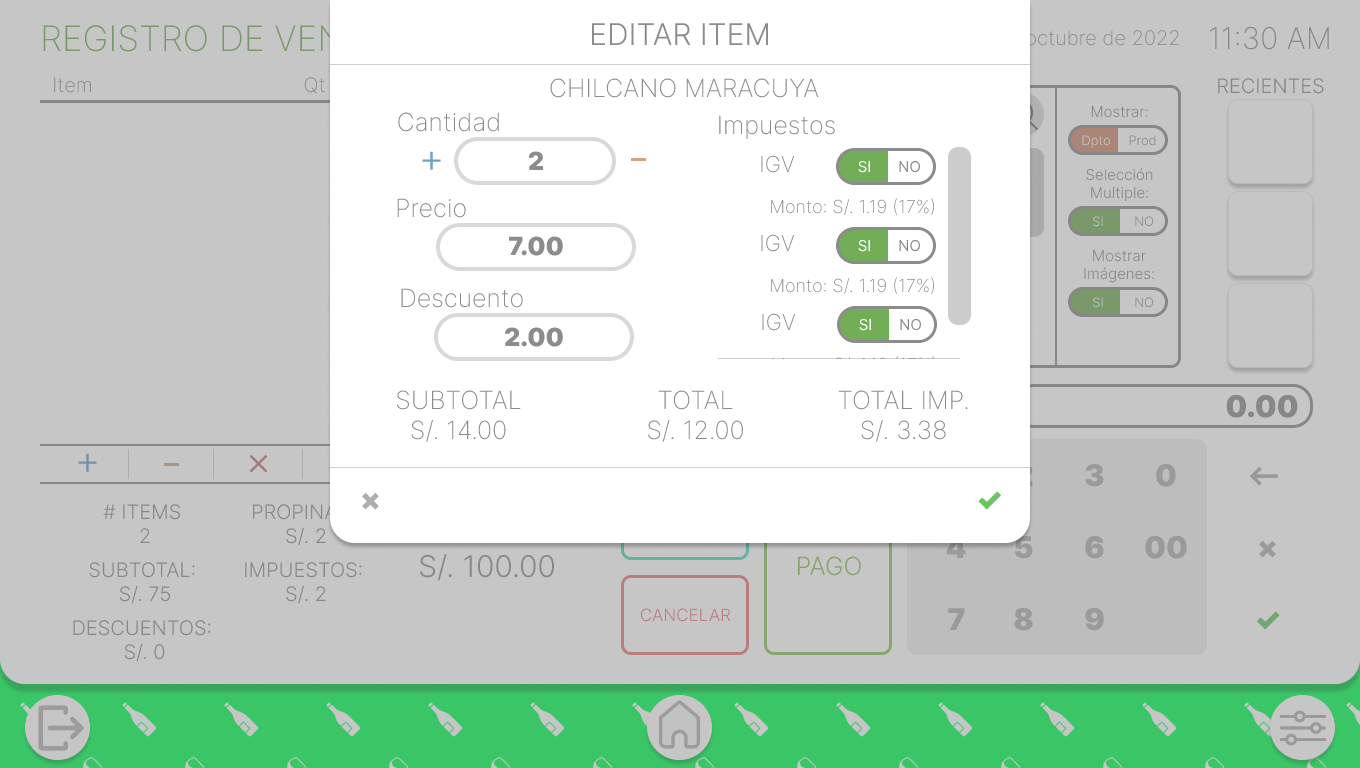 REGISTRO DE
octubre de 2022
11:30 AM
Item
Qt
EDITAR ITEM
CHILCANO MARACUYA
Cantidad
+ 2 −
Precio
7.00
Descuento
2.00
Impuestos
IGV SI NO
Monto: S/. 1.19 (17%)
IGV SI NO
Monto: S/. 1.19 (17%)
IGV SI NO
SUBTOTAL
S/. 14.00
TOTAL
S/. 12.00
TOTAL IMP.
S/. 3.38
Mostrar:
Dpto Prod
Selección
Multiple:
SI NO
Mostrar
Imágenes:
SI NO
RECIENTES
0.00
# ITEMS
2
SUBTOTAL:
S/. 75
DESCUENTOS:
S/. 0
PROPINA
S/. 2
IMPUESTOS:
S/. 2
S/. 100.00
CANCELAR
PAGO
3 0
4 5 6 00
7 8 9